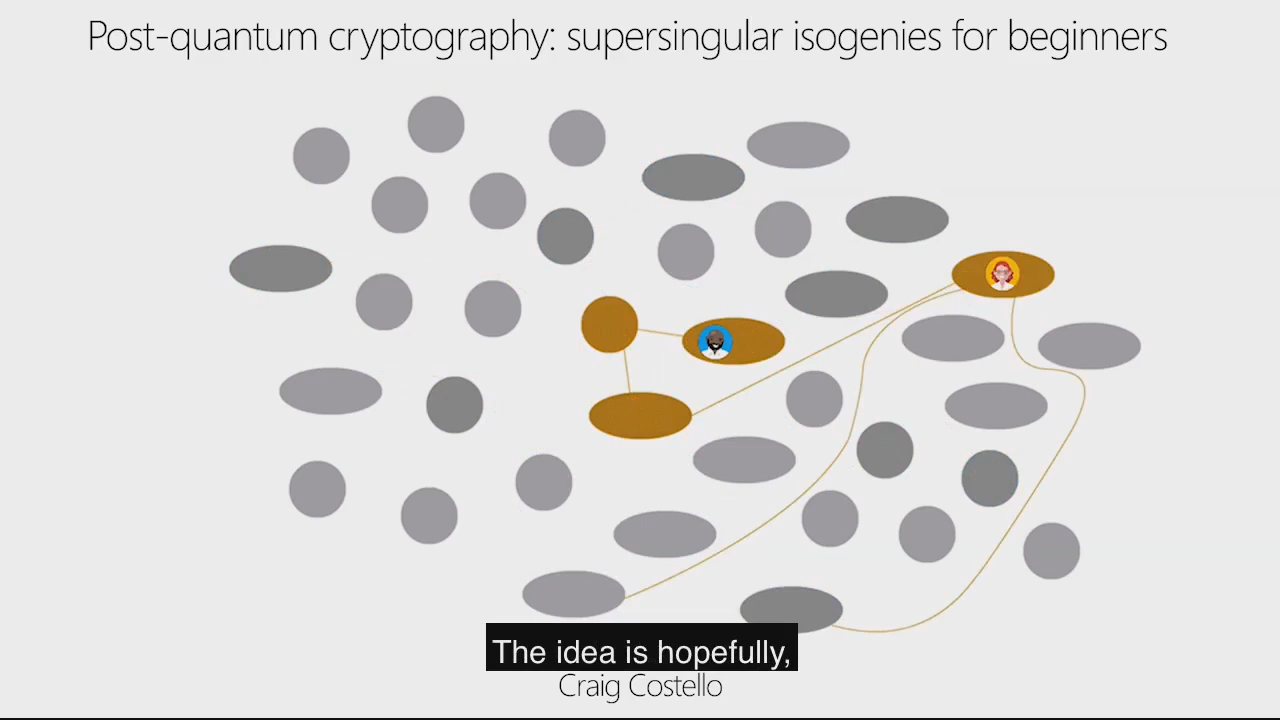 Post-quantum cryptography: supersingular isogenies for beginners
The idea is hopefully,
Craig Costello